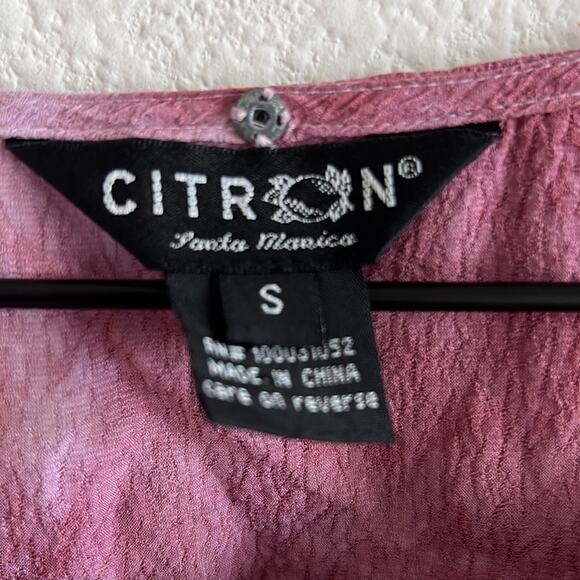 CITRON®
Santa Monica
S
RN#
MADE IN CHINA
care on reverse